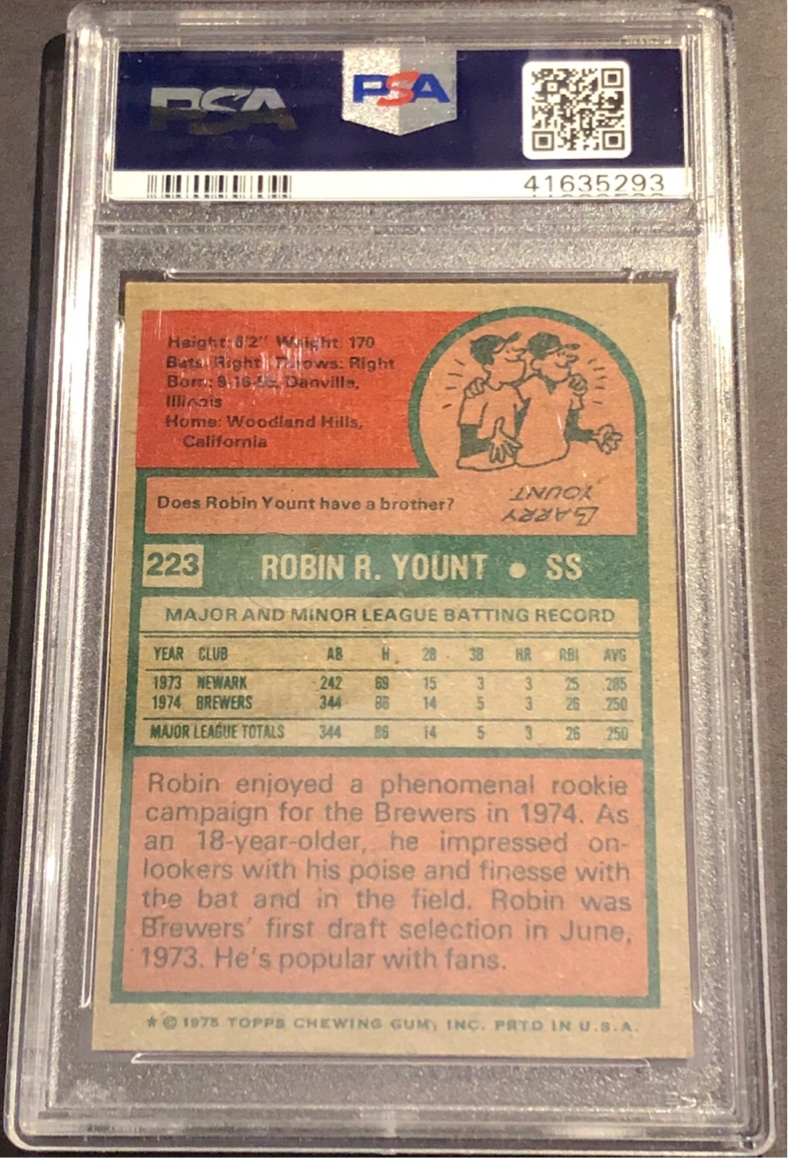 PSA
PSA
41635293
Height: 6'2" Weight: 170
Bats: Right Throws: Right
Born: 9-16-55, Danville,
Illinois
Home: Woodland Hills,
California
Does Robin Yount have a brother?
LARRY
YOUNT
223 ROBIN R. YOUNT • SS
MAJOR AND MINOR LEAGUE BATTING RECORD
YEAR CLUB AB H 2B 3B HR RBI AVG
1973 NEWARK 242 69 15 3 3 25 285
1974 BREWERS 344 86 14 5 3 26 250
MAJOR LEAGUE TOTALS 344 86 14 5 3 26 250
Robin enjoyed a phenomenal rookie
campaign for the Brewers in 1974. As
an 18-year-older, he impressed on-
lookers with his poise and finesse with
the bat and in the field. Robin was
Brewers' first draft selection in June,
1973. He's popular with fans.
* © 1975 TOPPS CHEWING GUM, INC. PRTD IN U.S.A.
PSA